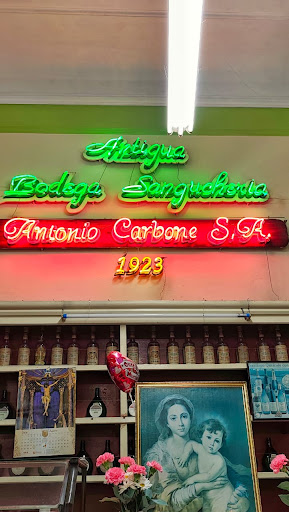 Antigua
Bodega Sangucheria
Antonio Carbone S.A.
1923